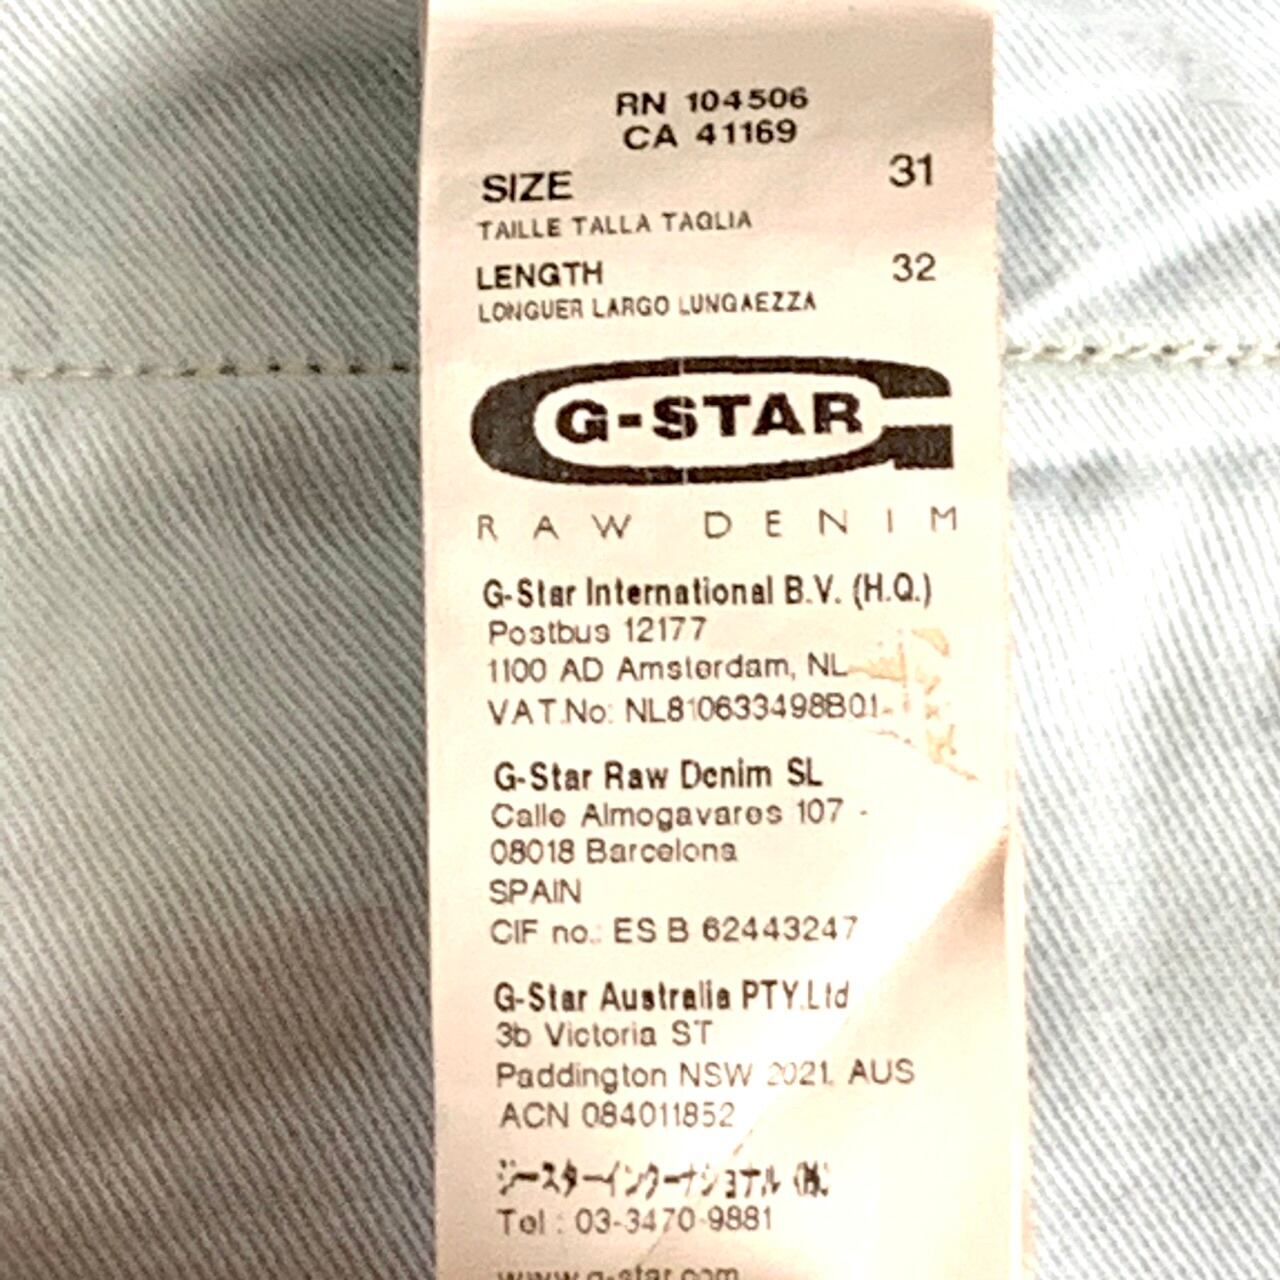 RN 104506
CA 41169
SIZE 31
TAILLE TALLA TAGLIA
LENGTH 32
LONGUER LARGO LUNGAEZZA
G-STAR
RAW DENIM
G-Star International B.V. (H.Q.)
Postbus 12177
1100 AD Amsterdam, NL
VAT.No: NL810633498B01
G-Star Raw Denim SL
Calle Almogavares 107 -
08018 Barcelona
SPAIN
CIF no.: ES B 62443247
G-Star Australia PTY.Ltd
3b Victoria ST
Paddington NSW 2021. AUS
ACN 084011852
ジースターインターナショナル (株)
Tel : 03-3470-9881
www.g-star.com